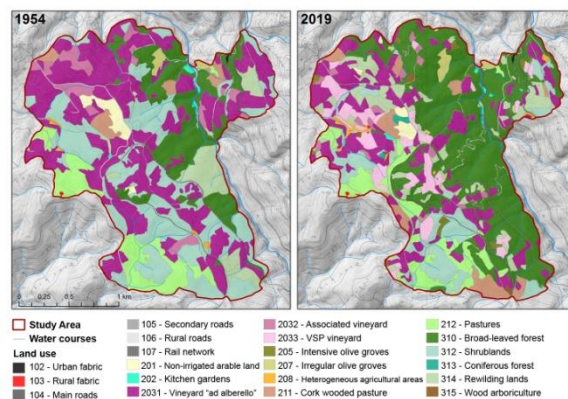 1954
2019
0 0.25 0.5 1 km
Study Area
Water courses
Land use
102 - Urban fabric
103 - Rural fabric
104 - Main roads
105 - Secondary roads
106 - Rural roads
107 - Rail network
201 - Non-irrigated arable land
202 - Kitchen gardens
2031 - Vineyard "ad alberello"
2032 - Associated vineyard
2033 - VSP vineyard
205 - Intensive olive groves
207 - Irregular olive groves
208 - Heterogeneous agricultural areas
211 - Cork wooded pasture
212 - Pastures
310 - Broad-leaved forest
312 - Shrublands
313 - Coniferous forest
314 - Rewilding lands
315 - Wood arboriculture